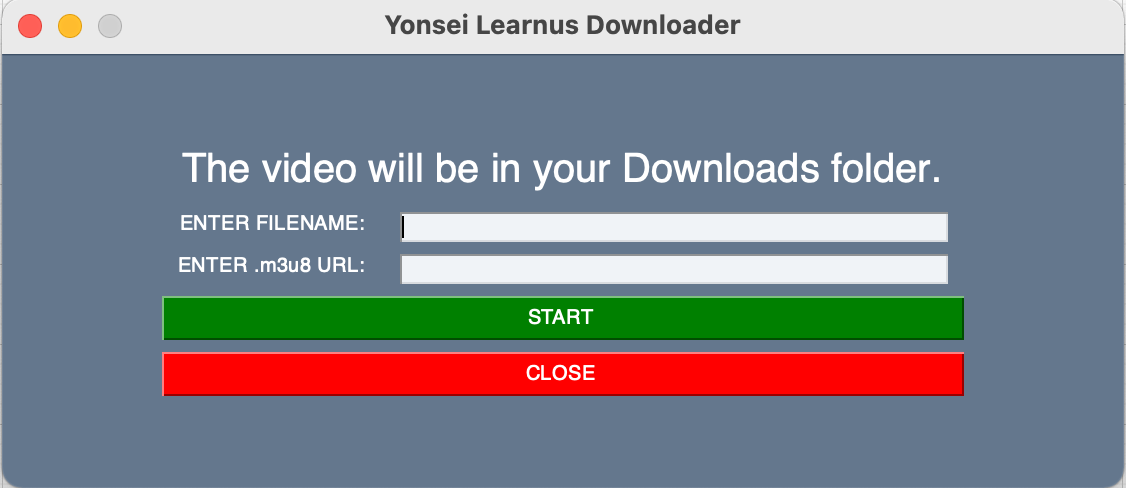 Yonsei Learnus Downloader
The video will be in your Downloads folder.
ENTER FILENAME:
ENTER .m3u8 URL:
START
CLOSE